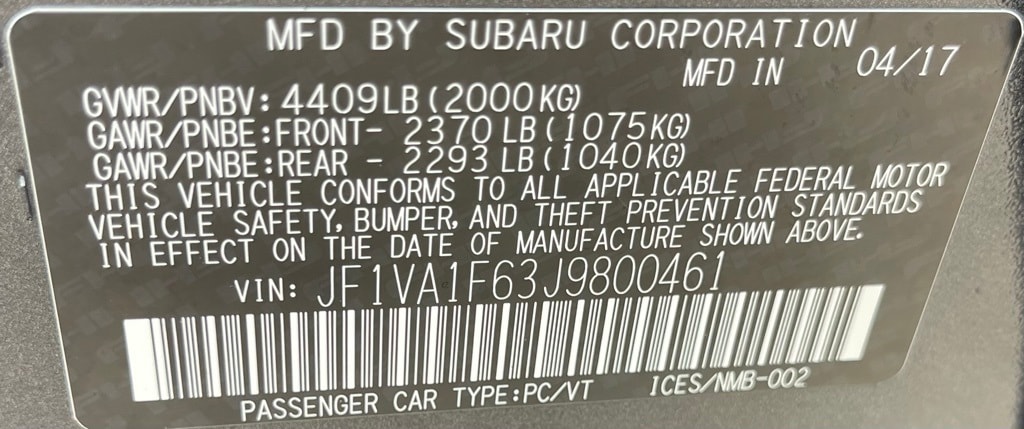 MFD BY SUBARU CORPORATION
MFD IN 04/17
GVWR/PNBV: 4409LB (2000KG)
GAWR/PNBE:FRONT- 2370 LB (1075KG)
GAWR/PNBE:REAR - 2293 LB (1040KG)
THIS VEHICLE CONFORMS TO ALL APPLICABLE FEDERAL MOTOR
VEHICLE SAFETY, BUMPER, AND THEFT PREVENTION STANDARDS
IN EFFECT ON THE DATE OF MANUFACTURE SHOWN ABOVE.
VIN: JF1VA1F63J9800461
PASSENGER CAR TYPE:PC/VT ICES/NMB-002